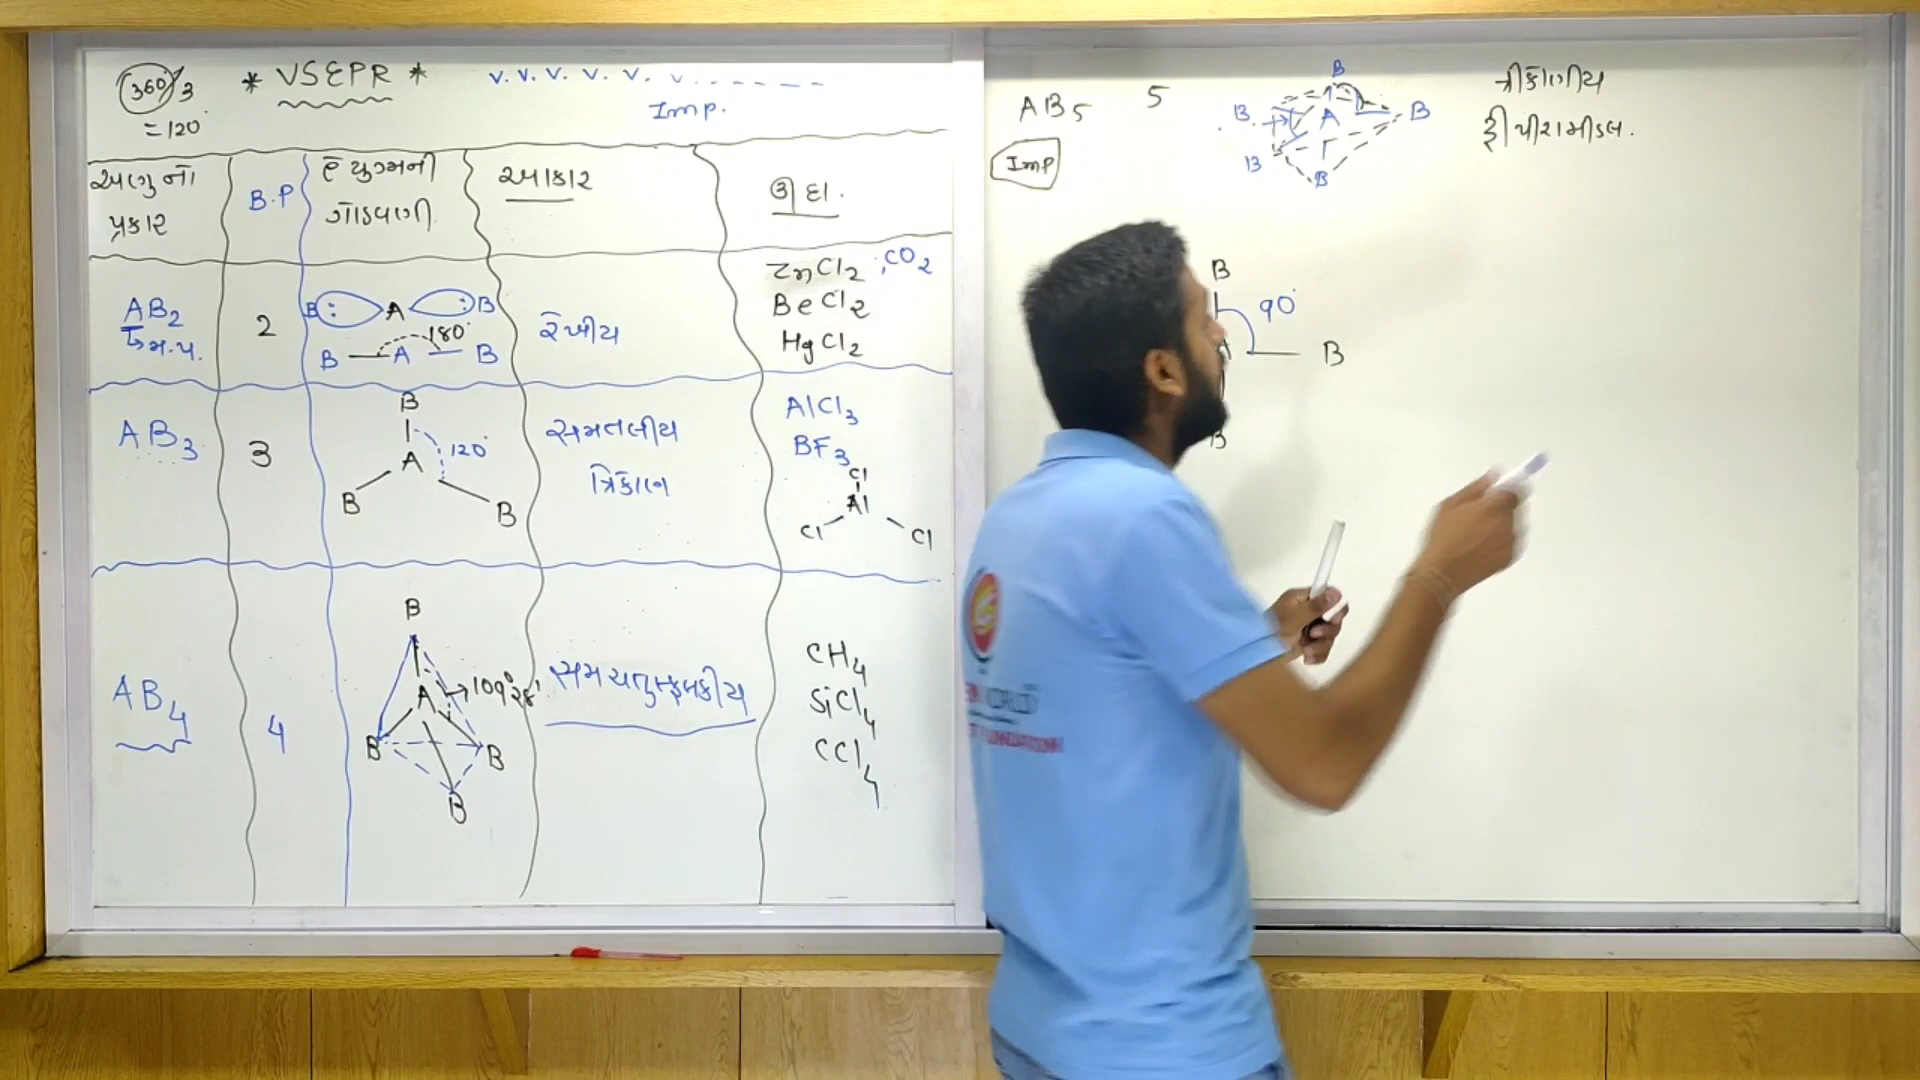 360°/3
= 120°
* VSEPR *
V. V. V. V. V. V. - - - - - - -
Imp.
અણુનો
પ્રકાર
B.P
e⁻ યુગ્મની
ગોઠવણી
આકાર
ઉદા.
AB₂
↳ મ.પ.
2
B : A : B
180°
B — A — B
રેખીય
ZnCl₂ , CO₂
BeCl₂
HgCl₂
AB₃
3
B
120°
A
B B
સમતલીય
ત્રિકોણ
AlCl₃
BF₃
Cl
Al
Cl Cl
AB₄
4
B
A → 109°28'
B B
B
સમચતુષ્ફલકીય
CH₄
SiCl₄
CCl₄
AB₅
Imp
5
B
B A B
B
B
ત્રીકોણીય
દ્વી પીરામીડલ.
B
90°
A — B
B